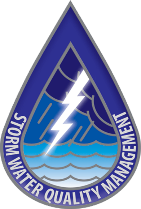 STORM WATER QUALITY MANAGEMENT